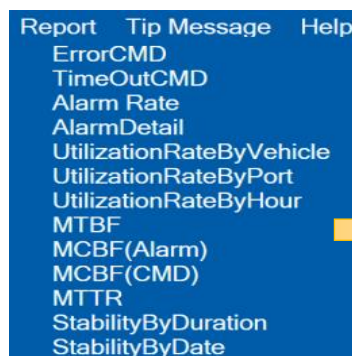 Report Tip Message Help
ErrorCMD
TimeOutCMD
Alarm Rate
AlarmDetail
UtilizationRateByVehicle
UtilizationRateByPort
UtilizationRateByHour
MTBF
MCBF(Alarm)
MCBF(CMD)
MTTR
StabilityByDuration
StabilityByDate